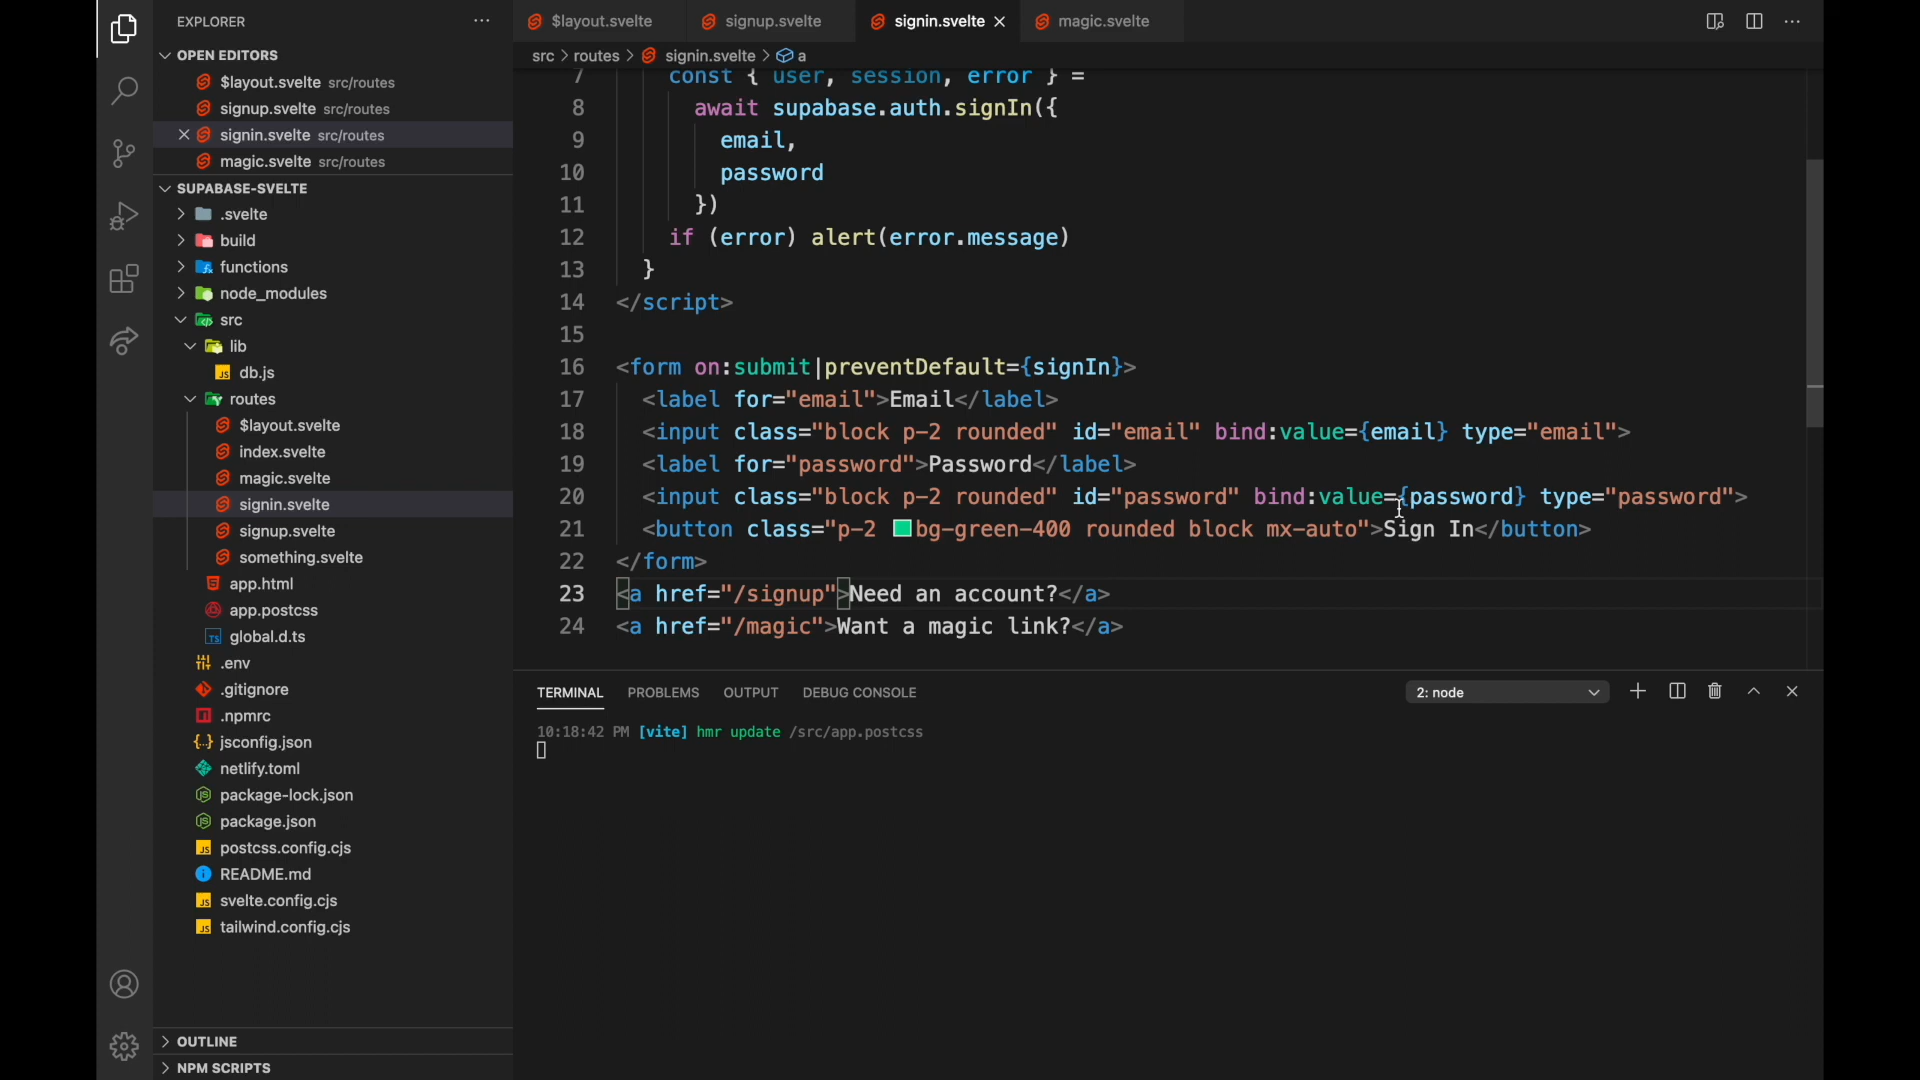 EXPLORER
OPEN EDITORS
$layout.svelte src/routes
signup.svelte src/routes
signin.svelte src/routes
magic.svelte src/routes
SUPABASE-SVELTE
.svelte
build
functions
node_modules
src
lib
db.js
routes
$layout.svelte
index.svelte
magic.svelte
signin.svelte
signup.svelte
something.svelte
app.html
app.postcss
global.d.ts
.env
.gitignore
.npmrc
jsconfig.json
netlify.toml
package-lock.json
package.json
postcss.config.cjs
README.md
svelte.config.cjs
tailwind.config.cjs
OUTLINE
NPM SCRIPTS
$layout.svelte signup.svelte signin.svelte magic.svelte
src > routes > signin.svelte > a
7 const { user, session, error } =
8 await supabase.auth.signIn({
9 email,
10 password
11 })
12 if (error) alert(error.message)
13 }
14 </script>
15
16 <form on:submit|preventDefault={signIn}>
17 <label for="email">Email</label>
18 <input class="block p-2 rounded" id="email" bind:value={email} type="email">
19 <label for="password">Password</label>
20 <input class="block p-2 rounded" id="password" bind:value={password} type="password">
21 <button class="p-2 bg-green-400 rounded block mx-auto">Sign In</button>
22 </form>
23 <a href="/signup">Need an account?</a>
24 <a href="/magic">Want a magic link?</a>
TERMINAL PROBLEMS OUTPUT DEBUG CONSOLE 2: node
10:18:42 PM [vite] hmr update /src/app.postcss